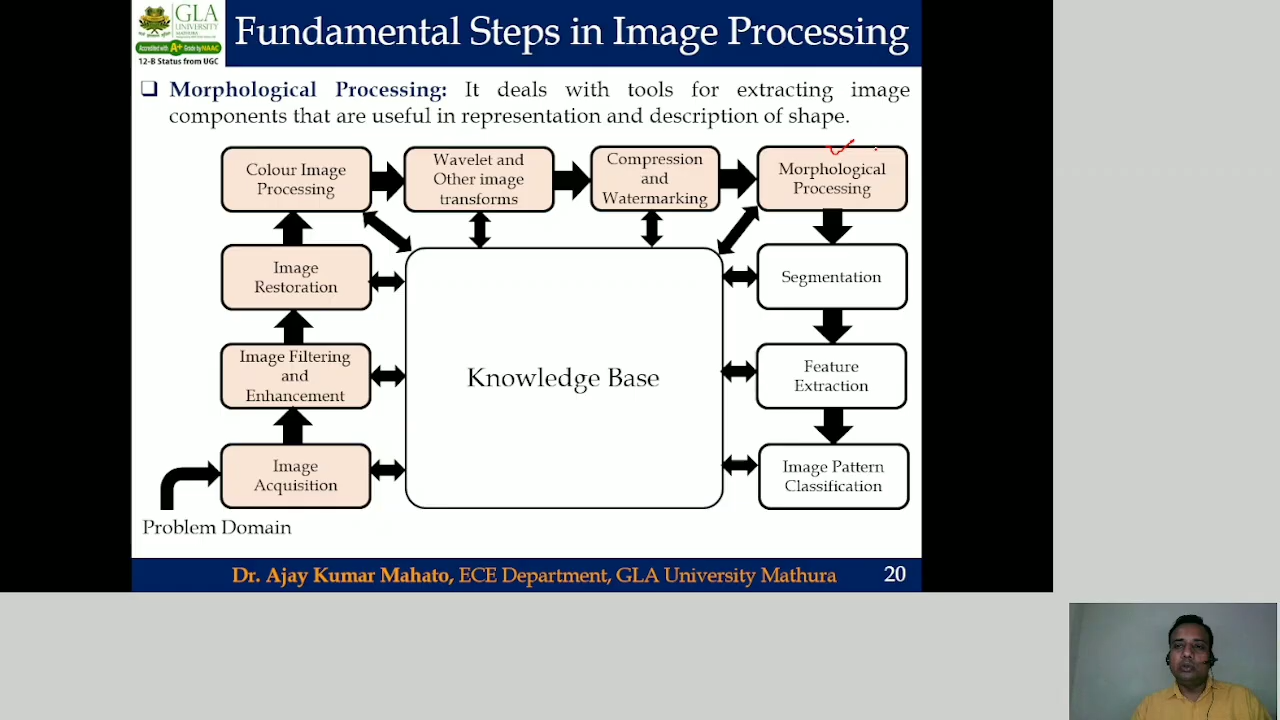 GLA
UNIVERSITY
MATHURA
Accredited with A+ Grade by NAAC
12-B Status from UGC
Fundamental Steps in Image Processing
❑ Morphological Processing: It deals with tools for extracting image
components that are useful in representation and description of shape.
Colour Image
Processing
Wavelet and
Other image
transforms
Compression
and
Watermarking
Morphological
Processing
Image
Restoration
Segmentation
Image Filtering
and
Enhancement
Knowledge Base
Feature
Extraction
Image
Acquisition
Image Pattern
Classification
Problem Domain
Dr. Ajay Kumar Mahato, ECE Department, GLA University Mathura
20